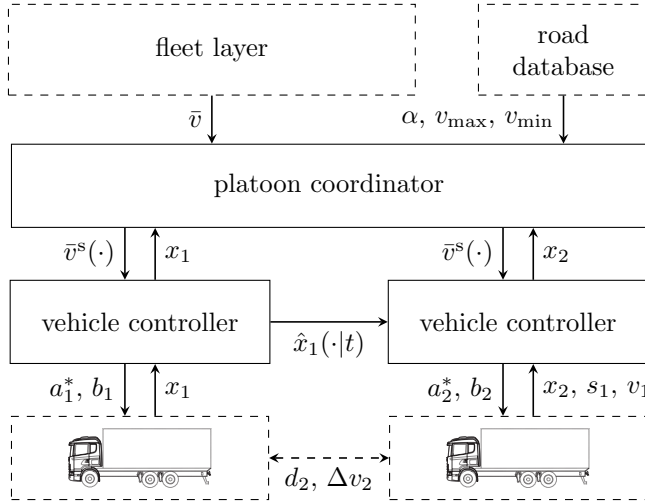 fleet layer
road
database
v̄
α, v_max, v_min
platoon coordinator
v̄^s(·)
x_1
v̄^s(·)
x_2
vehicle controller
x̂_1(·|t)
vehicle controller
a_1^*, b_1
x_1
a_2^*, b_2
x_2, s_1, v_1
d_2, Δv_2